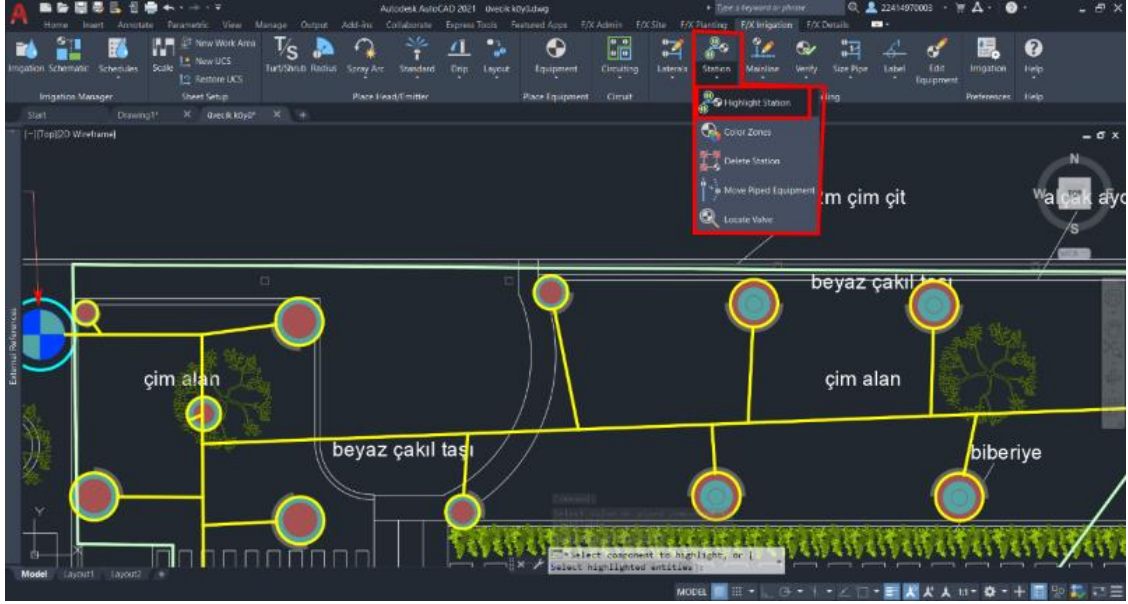 Autodesk AutoCAD 2021 üvecik köyü.dwg
Type a keyword or phrase
22414970003
Home Insert Annotate Parametric View Manage Output Add-ins Collaborate Express Tools Featured Apps F/X Admin F/X Site F/X Planting F/X Irrigation F/X Details
New Work Area
New UCS
Restore UCS
Irrigation Schematic Schedules Scale Turf/Shrub Radius Spray Arc Standard Drip Layout Equipment Circuiting Laterals Station Mainline Verify Size Pipe Label Edit Equipment Irrigation Help
Irrigation Manager Sheet Setup Place Head/Emitter Place Equipment Circuit Preferences Help
Highlight Station
Color Zones
Delete Station
Move Piped Equipment
Locate Valve
Start Drawing1* üvecik köyü*
[-][Top][2D Wireframe]
N
W TOP E
S
External References
çim çit
alçak
beyaz çakıl taşı
çim alan
çim alan
beyaz çakıl taşı
biberiye
Y
X
Select component to highlight, or [
Select highlighted entities]:
Model Layout1 Layout2 +
MODEL 1:1